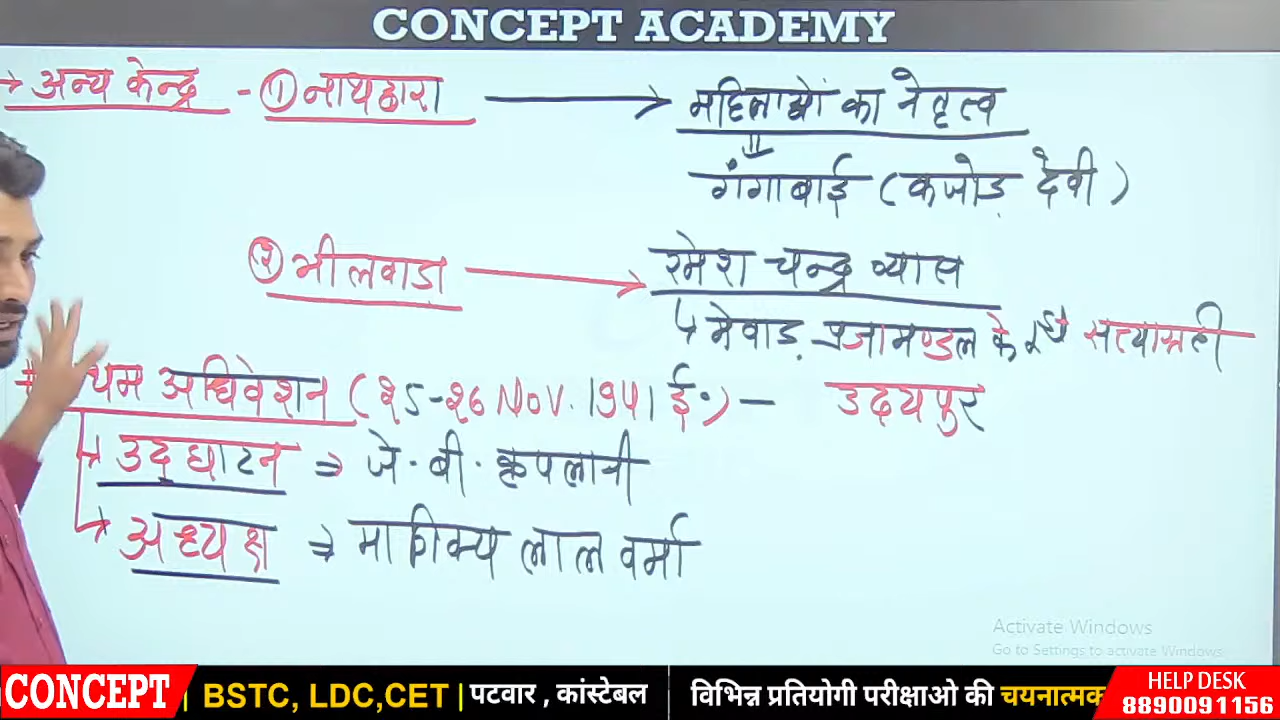 CONCEPT ACADEMY
→ अन्य केन्द्र - ① नाथद्वारा → महिलाओं का नेतृत्व
गंगाबाई (कजोड़ देवी)
② भीलवाडा → रमेश चन्द्र व्यास
↳ मेवाड़ प्रजामण्डल के सत्याग्रही
अधिवेशन (25-26 Nov. 1941 ई॰) — उदयपुर
→ उद्घाटन ⇒ जे. बी. कृपलानी
→ अध्यक्ष ⇒ माणिक्य लाल वर्मा
Activate Windows
Go to Settings to activate Windows.
CONCEPT BSTC, LDC,CET | पटवार , कांस्टेबल | विभिन्न प्रतियोगी परीक्षाओ की चयनात्मक HELP DESK
8890091156